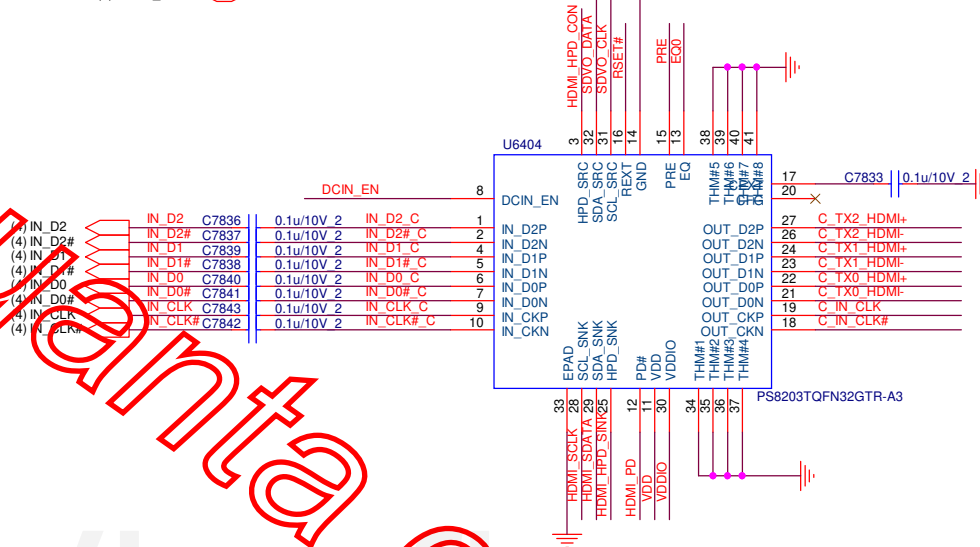 HDMI_HPD_CON
SDVO_DATA
SDVO_CLK
RSET#
PRE
EQ0
3
32
31
16
14
15
13
38
39
40
41
U6404
HPD_SRC
SDA_SRC
SCL_SRC
REXT
GND
PRE
EQ
THM#5
THM#6
THM#7
THM#8
17
20
C7833
0.1u/10V_2
DCIN_EN
8
DCIN_EN
(4) IN_D2 IN_D2 C7836 0.1u/10V_2 IN_D2_C 1 IN_D2P OUT_D2P 27 C_TX2_HDMI+
(4) IN_D2# IN_D2# C7837 0.1u/10V_2 IN_D2#_C 2 IN_D2N OUT_D2N 26 C_TX2_HDMI-
(4) IN_D1 IN_D1 C7839 0.1u/10V_2 IN_D1_C 4 IN_D1P OUT_D1P 24 C_TX1_HDMI+
(4) IN_D1# IN_D1# C7838 0.1u/10V_2 IN_D1#_C 5 IN_D1N OUT_D1N 23 C_TX1_HDMI-
(4) IN_D0 IN_D0 C7840 0.1u/10V_2 IN_D0_C 6 IN_D0P OUT_D0P 22 C_TX0_HDMI+
(4) IN_D0# IN_D0# C7841 0.1u/10V_2 IN_D0#_C 7 IN_D0N OUT_D0N 21 C_TX0_HDMI-
(4) IN_CLK IN_CLK C7843 0.1u/10V_2 IN_CLK_C 9 IN_CKP OUT_CKP 19 C_IN_CLK
(4) IN_CLK# IN_CLK# C7842 0.1u/10V_2 IN_CLK#_C 10 IN_CKN OUT_CKN 18 C_IN_CLK#
EPAD
SCL_SNK
SDA_SNK
HPD_SNK
PD#
VDD
VDDIO
THM#1
THM#2
THM#3
THM#4
PS8203TQFN32GTR-A3
33
28
29
25
12
11
30
34
35
36
37
HDMI_SCLK
HDMI_SDATA
HDMI_HPD_SINK
HDMI_PD
VDD
VDDIO
anta